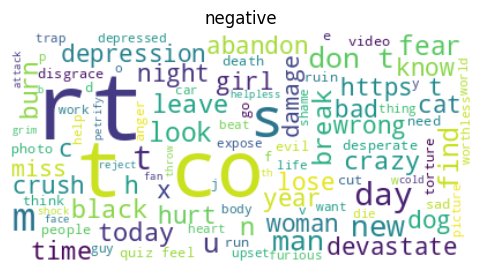 negative
trap depressed death e video attack
depression abandon fear
p o night girl don t know
disgrace burn damage https y t
b d car ruin
rt leave s bad cat
work go shame break wrong thing
grim help petrify anger look beat need
photo c t expose evil desperate worthless world
miss h x f life crazy find
crush reject fan throw lose cut w cold torture
t co year
think black hurt j body th v want die sad picture
m shock face heart n woman new dog
people today u man day
time guy quiz feel upset run furious devastate
helpless